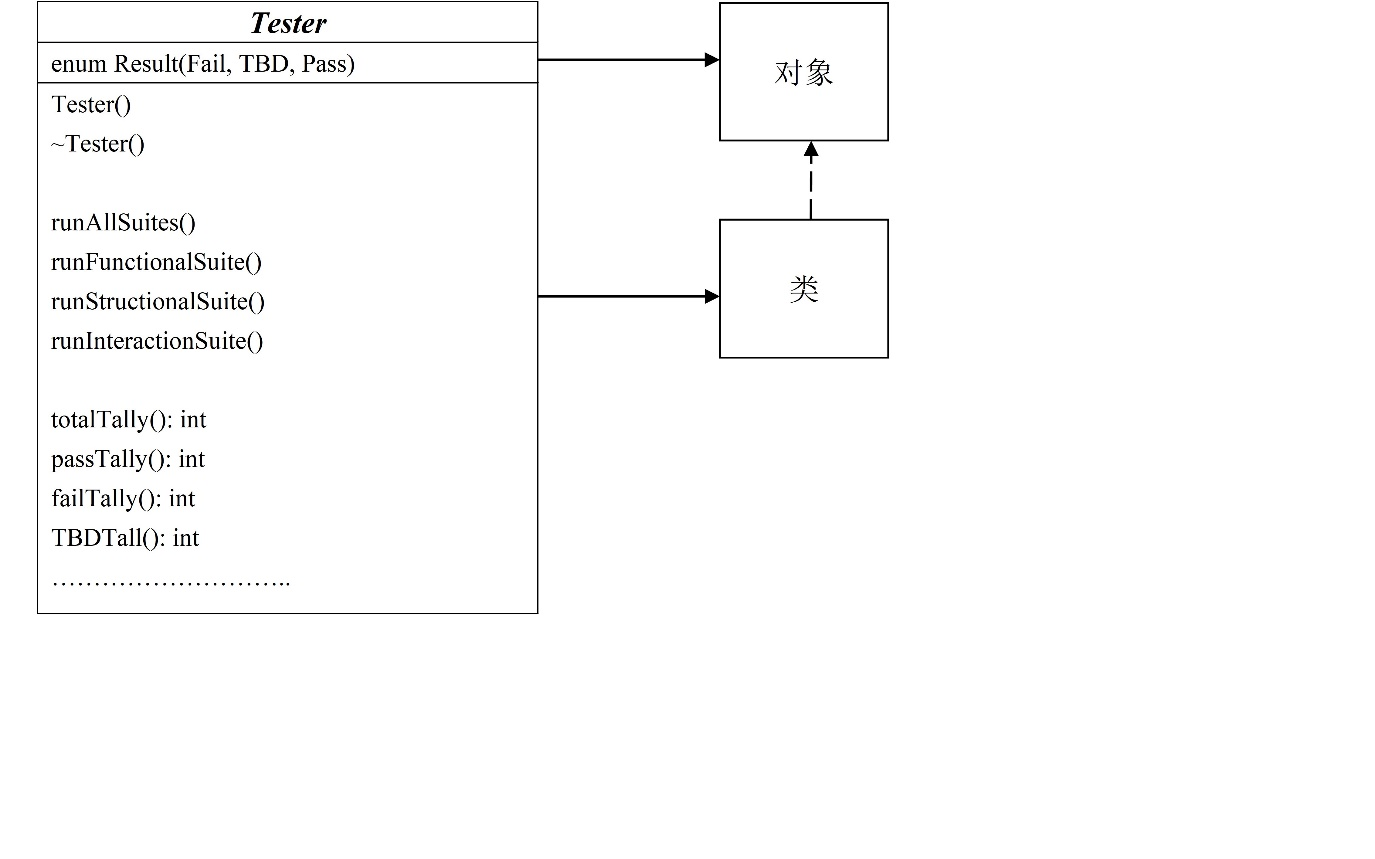 Tester
enum Result(Fail, TBD, Pass)
Tester()
~Tester()
runAllSuites()
runFunctionalSuite()
runStructionalSuite()
runInteractionSuite()
totalTally(): int
passTally(): int
failTally(): int
TBDTall(): int
………………………..
对象
类